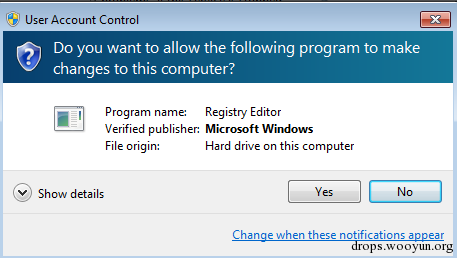 User Account Control
Do you want to allow the following program to make
changes to this computer?
Program name: Registry Editor
Verified publisher: Microsoft Windows
File origin: Hard drive on this computer
Show details
Yes
No
Change when these notifications appear
drops.wooyun.org